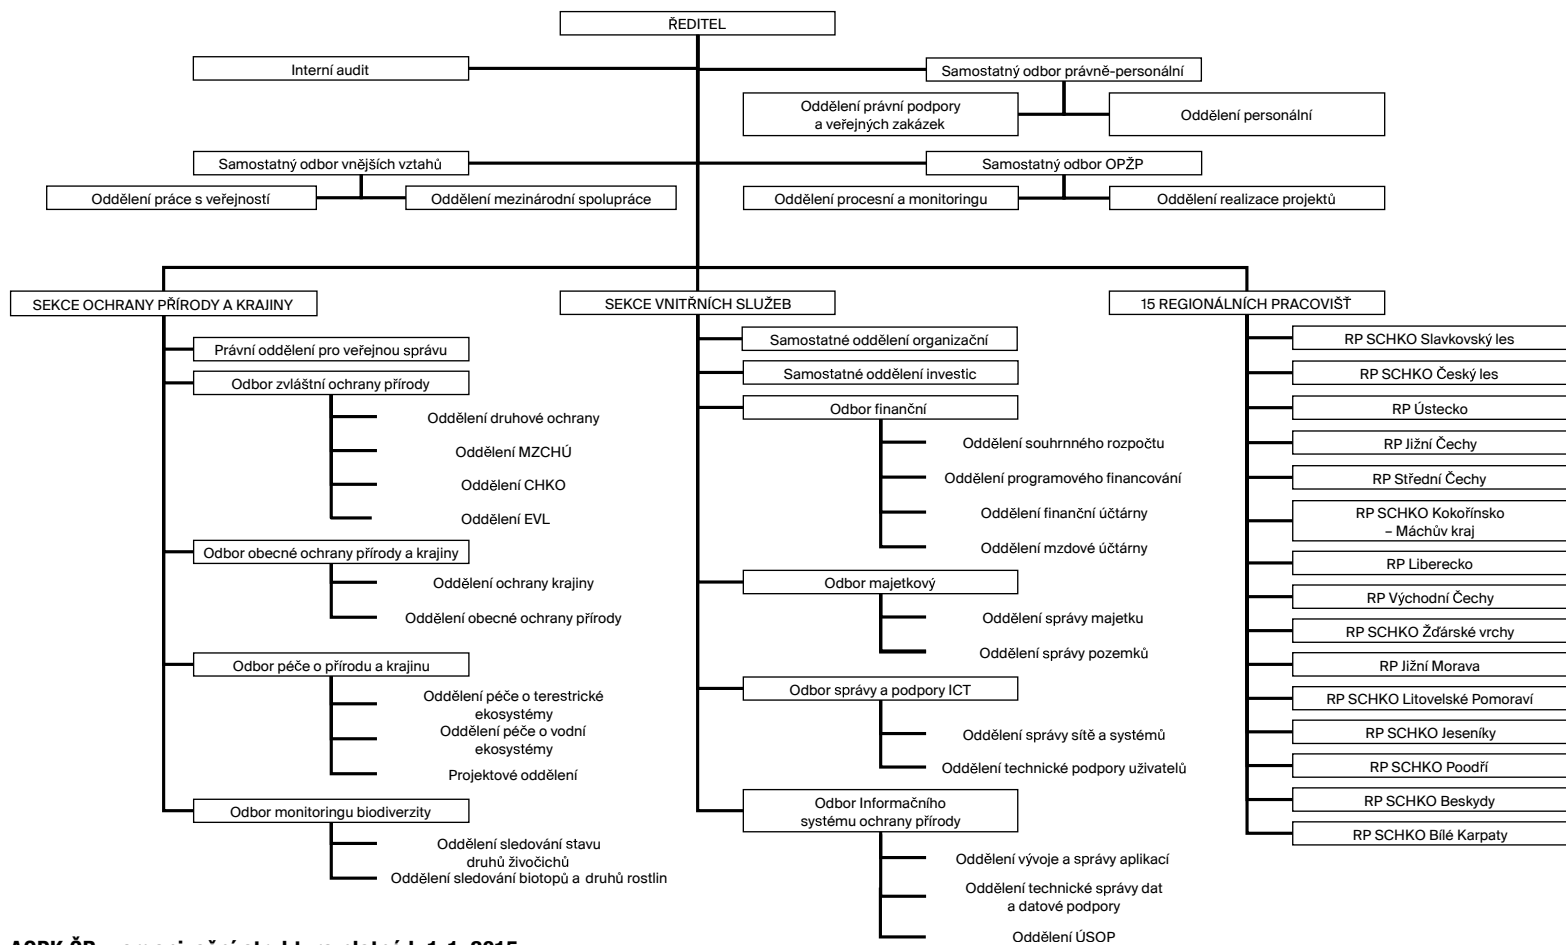 ŘEDITEL
Interní audit
Samostatný odbor právně-personální
Oddělení právní podpory
a veřejných zakázek
Oddělení personální
Samostatný odbor vnějších vztahů
Samostatný odbor OPŽP
Oddělení práce s veřejností
Oddělení mezinárodní spolupráce
Oddělení procesní a monitoringu
Oddělení realizace projektů
SEKCE OCHRANY PŘÍRODY A KRAJINY
Právní oddělení pro veřejnou správu
Odbor zvláštní ochrany přírody
Oddělení druhové ochrany
Oddělení MZCHÚ
Oddělení CHKO
Oddělení EVL
Odbor obecné ochrany přírody a krajiny
Oddělení ochrany krajiny
Oddělení obecné ochrany přírody
Odbor péče o přírodu a krajinu
Oddělení péče o terestrické
ekosystémy
Oddělení péče o vodní
ekosystémy
Projektové oddělení
Odbor monitoringu biodiverzity
Oddělení sledování stavu
druhů živočichů
Oddělení sledování biotopů a druhů rostlin
SEKCE VNITŘNÍCH SLUŽEB
Samostatné oddělení organizační
Samostatné oddělení investic
Odbor finanční
Oddělení souhrnného rozpočtu
Oddělení programového financování
Oddělení finanční účtárny
Oddělení mzdové účtárny
Odbor majetkový
Oddělení správy majetku
Oddělení správy pozemků
Odbor správy a podpory ICT
Oddělení správy sítě a systémů
Oddělení technické podpory uživatelů
Odbor Informačního
systému ochrany přírody
Oddělení vývoje a správy aplikací
Oddělení technické správy dat
a datové podpory
Oddělení ÚSOP
15 REGIONÁLNÍCH PRACOVIŠŤ
RP SCHKO Slavkovský les
RP SCHKO Český les
RP Ústecko
RP Jižní Čechy
RP Střední Čechy
RP SCHKO Kokořínsko
– Máchův kraj
RP Liberecko
RP Východní Čechy
RP SCHKO Žďárské vrchy
RP Jižní Morava
RP SCHKO Litovelské Pomoraví
RP SCHKO Jeseníky
RP SCHKO Poodří
RP SCHKO Beskydy
RP SCHKO Bílé Karpaty